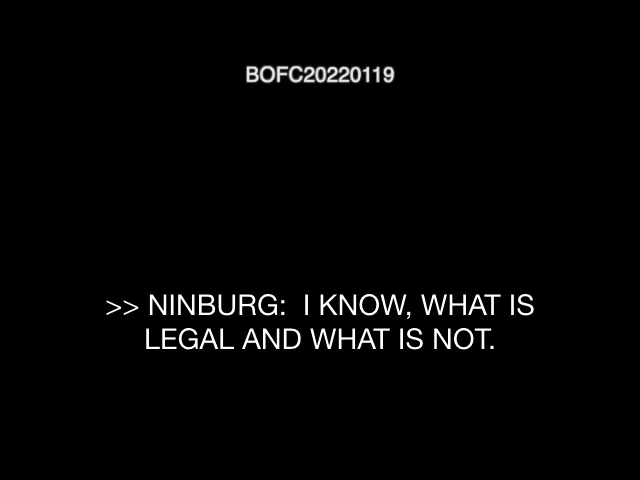 BOFC20220119
>> NINBURG:  I KNOW, WHAT IS
LEGAL AND WHAT IS NOT.